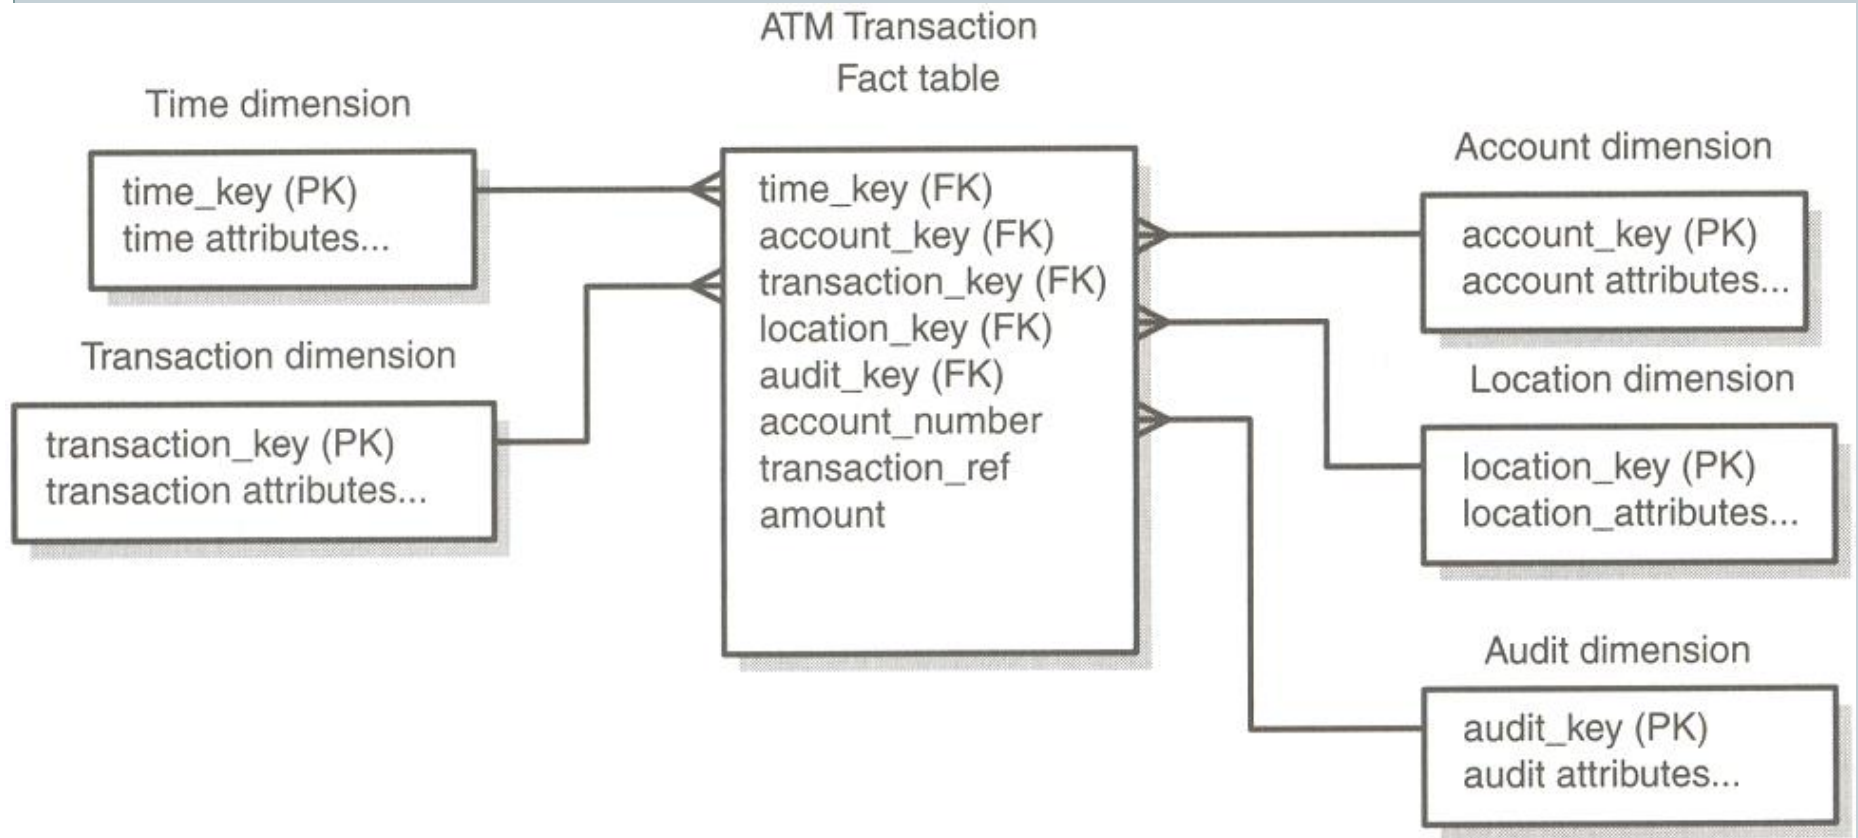 ATM Transaction
Fact table
Time dimension
time_key (PK)
time attributes...
Transaction dimension
transaction_key (PK)
transaction attributes...
time_key (FK)
account_key (FK)
transaction_key (FK)
location_key (FK)
audit_key (FK)
account_number
transaction_ref
amount
Account dimension
account_key (PK)
account attributes...
Location dimension
location_key (PK)
location_attributes...
Audit dimension
audit_key (PK)
audit attributes...